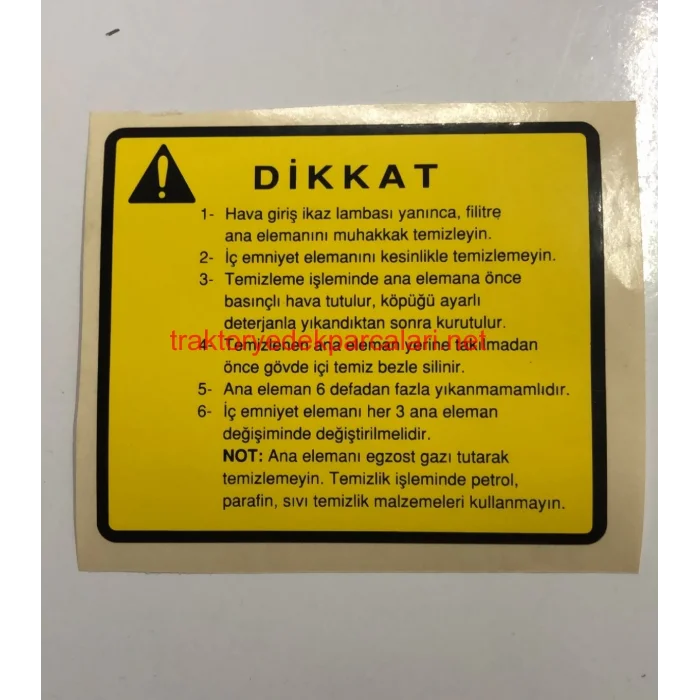 DİKKAT
1- Hava giriş ikaz lambası yanınca, filitre
ana elemanını muhakkak temizleyin.
2- İç emniyet elemanını kesinlikle temizlemeyin.
3- Temizleme işleminde ana elemana önce
basınçlı hava tutulur, köpüğü ayarlı
deterjanla yıkandıktan sonra kurutulur.
traktoryedekparcalari.net
4- Temizlenen ana eleman yerine takılmadan
önce gövde içi temiz bezle silinir.
5- Ana eleman 6 defadan fazla yıkanmamamlıdır.
6- İç emniyet elemanı her 3 ana eleman
değişiminde değiştirilmelidir.
NOT: Ana elemanı egzost gazı tutarak
temizlemeyin. Temizlik işleminde petrol,
parafin, sıvı temizlik malzemeleri kullanmayın.